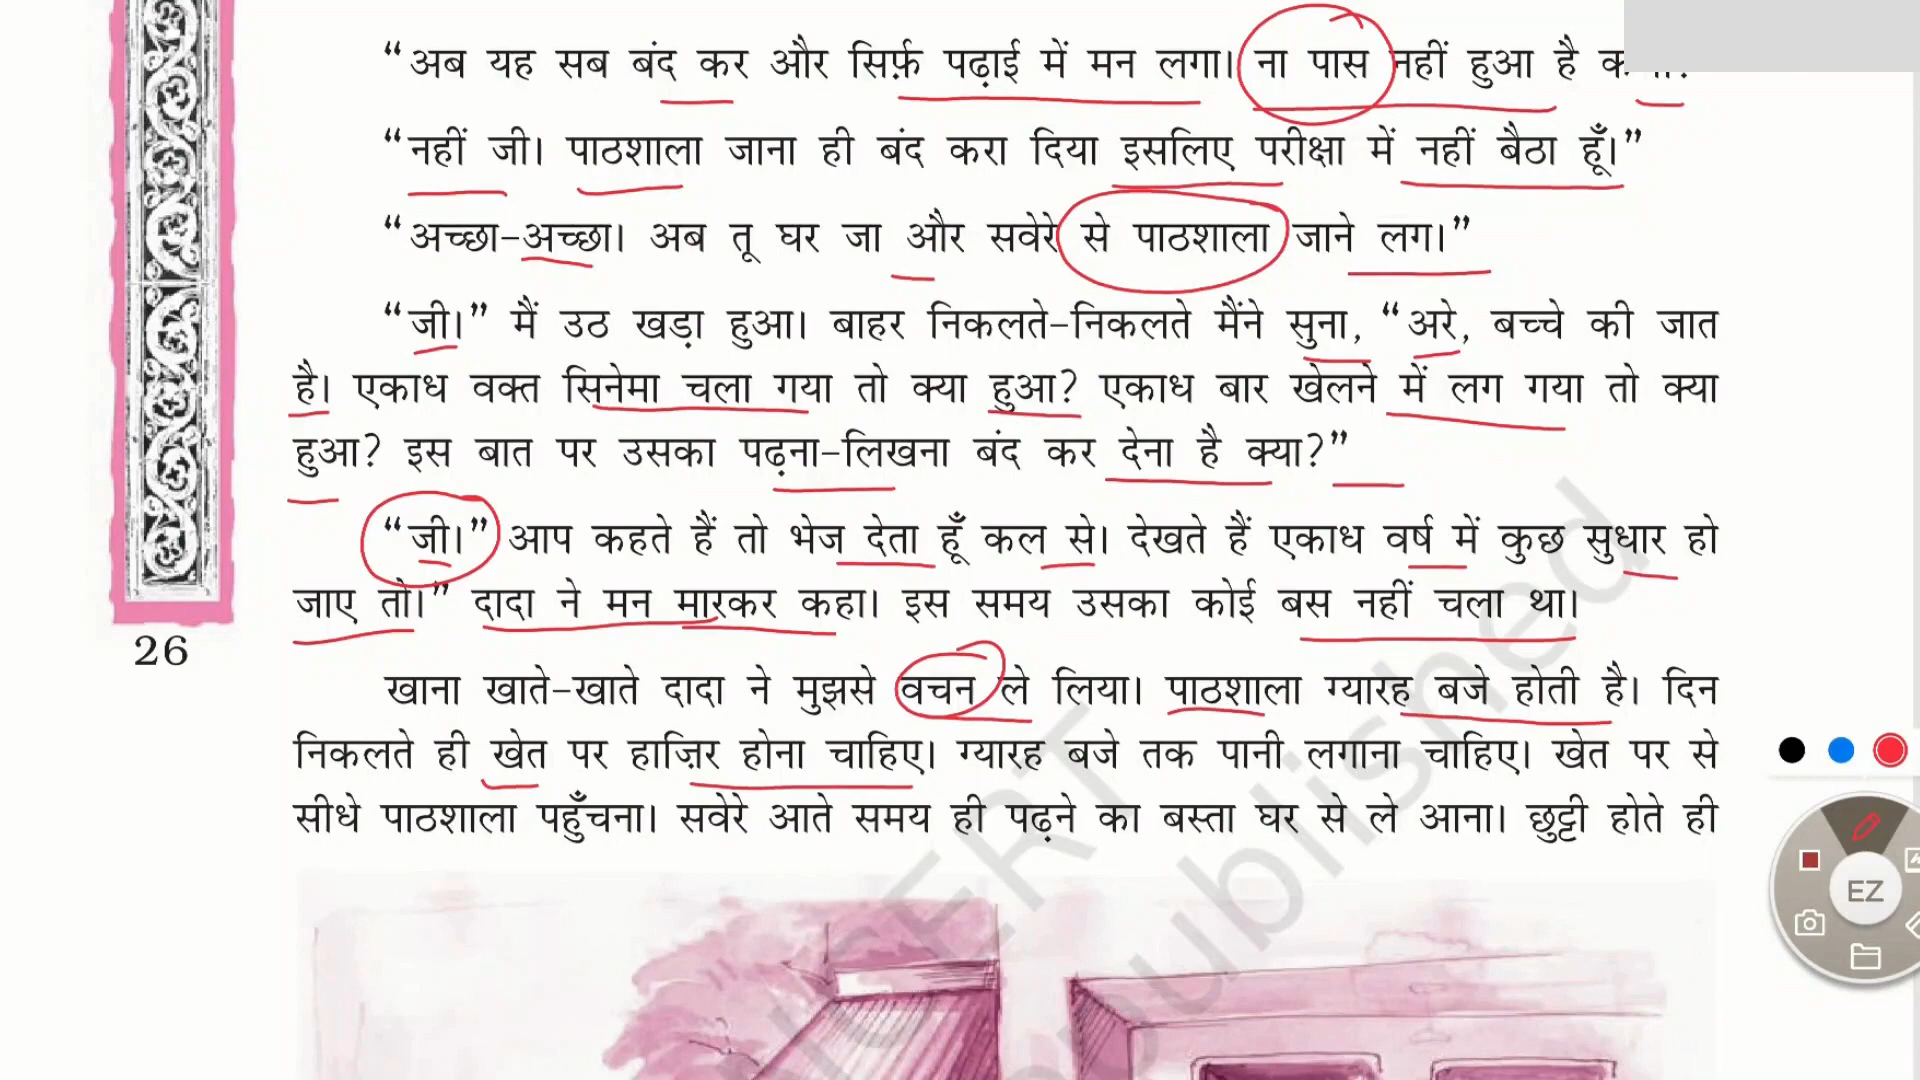 “अब यह सब बंद कर और सिर्फ़ पढ़ाई में मन लगा। ना पास नहीं हुआ है
“नहीं जी। पाठशाला जाना ही बंद करा दिया इसलिए परीक्षा में नहीं बैठा हूँ।”
“अच्छा-अच्छा। अब तू घर जा और सवेरे से पाठशाला जाने लग।”
“जी।” मैं उठ खड़ा हुआ। बाहर निकलते-निकलते मैंने सुना, “अरे, बच्चे की जात
है। एकाध वक्त सिनेमा चला गया तो क्या हुआ? एकाध बार खेलने में लग गया तो क्या
हुआ? इस बात पर उसका पढ़ना-लिखना बंद कर देना है क्या?”
“जी।” आप कहते हैं तो भेज देता हूँ कल से। देखते हैं एकाध वर्ष में कुछ सुधार हो
जाए तो।” दादा ने मन मारकर कहा। इस समय उसका कोई बस नहीं चला था।
26
खाना खाते-खाते दादा ने मुझसे वचन ले लिया। पाठशाला ग्यारह बजे होती है। दिन
निकलते ही खेत पर हाज़िर होना चाहिए। ग्यारह बजे तक पानी लगाना चाहिए। खेत पर से
सीधे पाठशाला पहुँचना। सवेरे आते समय ही पढ़ने का बस्ता घर से ले आना। छुट्टी होते ही
NCERT
published
EZ